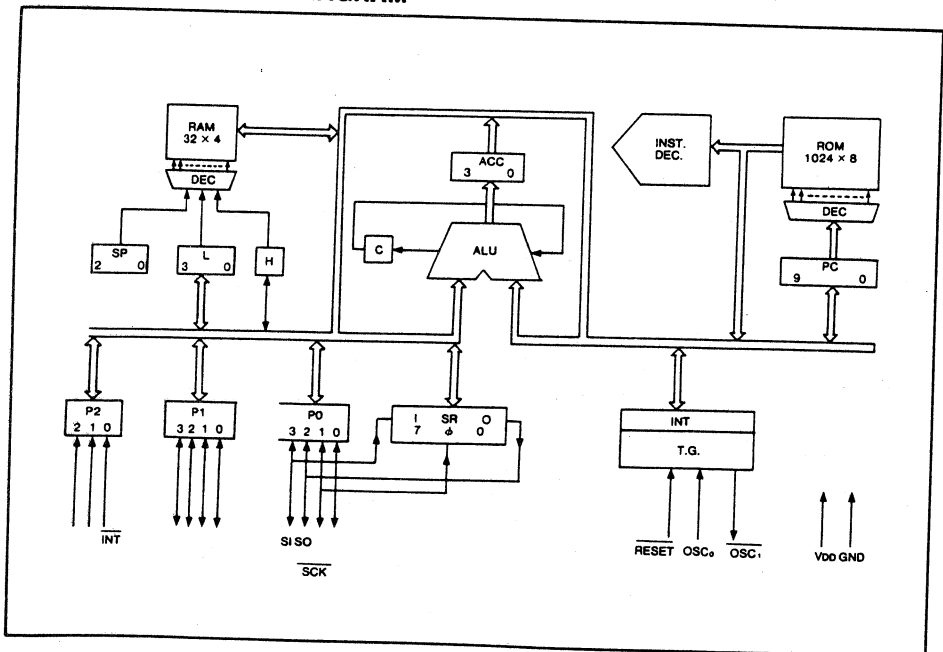 RAM
32 × 4
DEC
SP
2 0
L
3 0
H
ACC
3 0
C
ALU
INST.
DEC.
ROM
1024 × 8
DEC
PC
9 0
P2
2 1 0
P1
3 2 1 0
P0
3 2 1 0
I SR O
7 ϕ 0
INT
T.G.
INT
SI SO
SCK
RESET OSC₀ OSC₁
VDD GND